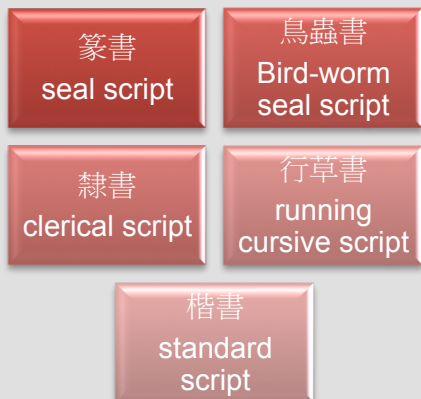 篆書
seal script
鳥蟲書
Bird-worm
seal script
隸書
clerical script
行草書
running
cursive script
楷書
standard
script